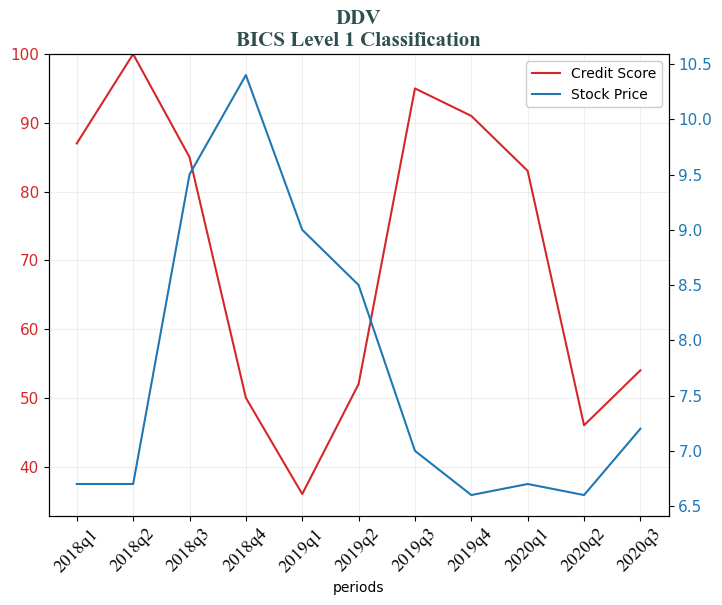 DDV
BICS Level 1 Classification
100
90
80
70
60
50
40
Credit Score
Stock Price
10.5
10.0
9.5
9.0
8.5
8.0
7.5
7.0
6.5
2018q1
2018q2
2018q3
2018q4
2019q1
2019q2
2019q3
2019q4
2020q1
2020q2
2020q3
periods